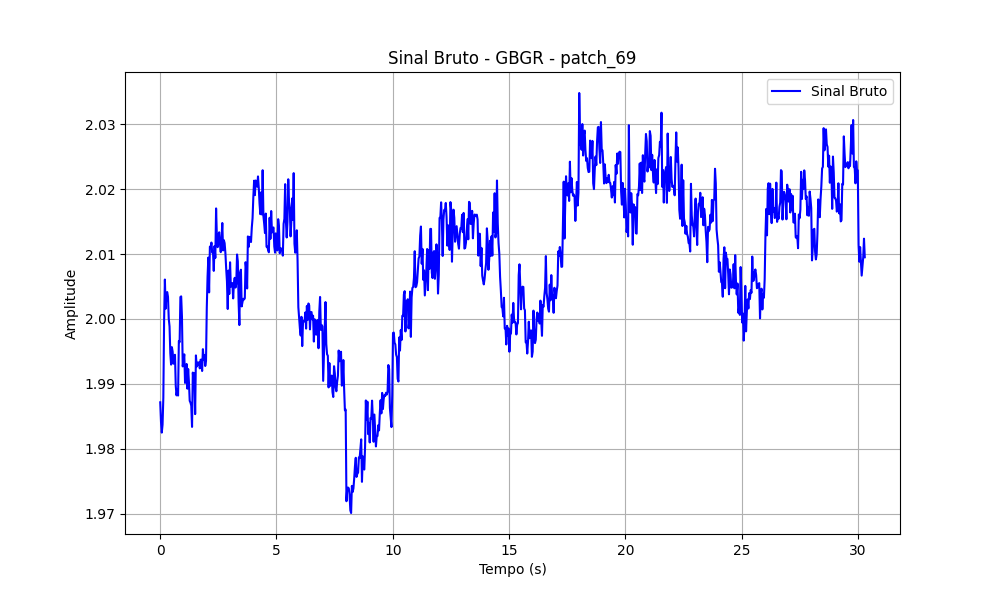 Sinal Bruto - GBGR - patch_69
Sinal Bruto
Amplitude
2.03
2.02
2.01
2.00
1.99
1.98
1.97
0 5 10 15 20 25 30
Tempo (s)